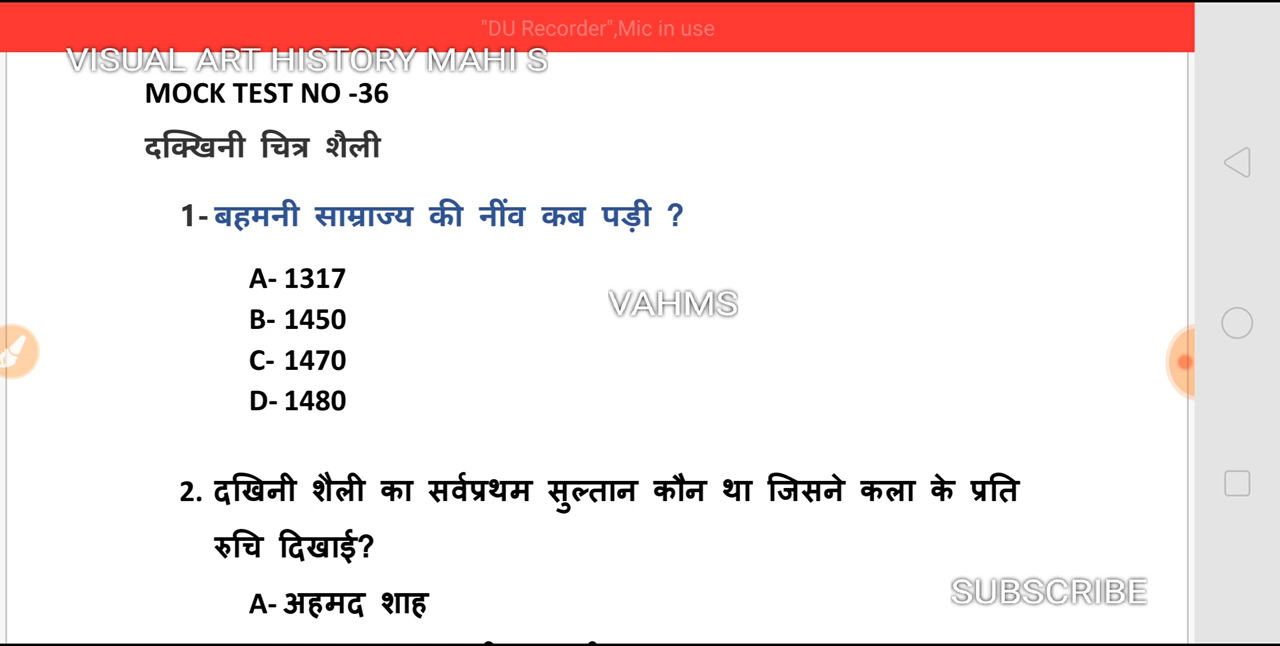 "DU Recorder",Mic in use
VISUAL ART HISTORY MAHI S
MOCK TEST NO -36
दक्खिनी चित्र शैली
1- बहमनी साम्राज्य की नींव कब पड़ी ?
A- 1317
VAHMS
B- 1450
C- 1470
D- 1480
2. दखिनी शैली का सर्वप्रथम सुल्तान कौन था जिसने कला के प्रति
रुचि दिखाई?
A- अहमद शाह
SUBSCRIBE